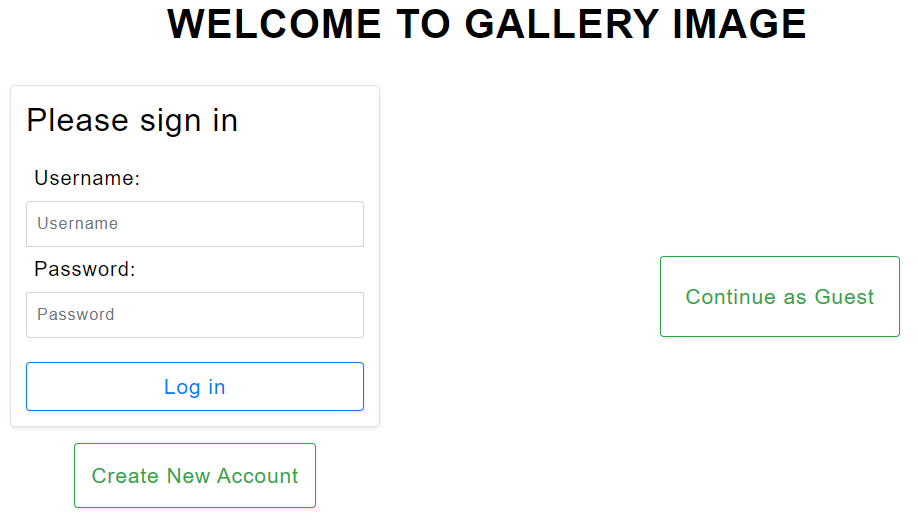 WELCOME TO GALLERY IMAGE
Please sign in
Username:
Username
Password:
Password
Log in
Create New Account
Continue as Guest